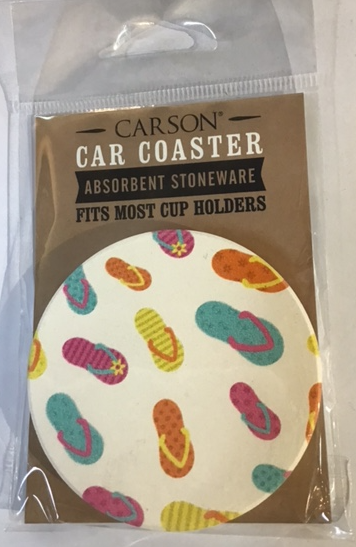 CARSON®
CAR COASTER
ABSORBENT STONEWARE
FITS MOST CUP HOLDERS